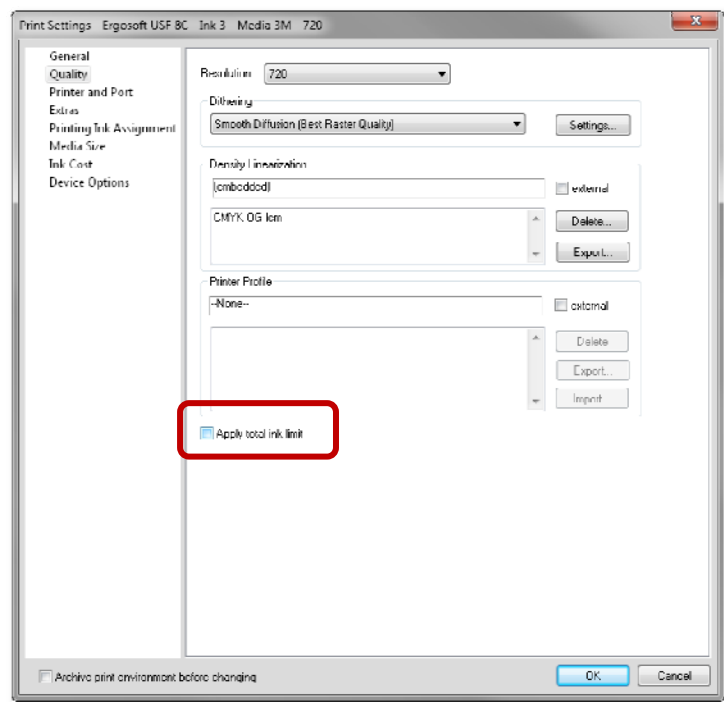 Print Settings Ergosoft USF 8C Ink 3 Media 3M 720
General
Quality
Printer and Port
Extras
Printing Ink Assignment
Media Size
Ink Cost
Device Options
Resolution 720
Dithering
Smooth Diffusion (Best Raster Quality) Settings...
Density Linearization
(embedded) external
CMYK OG lcm
Delete...
Export...
Printer Profile
--None-- external
Delete
Export...
Import
Apply total ink limit
Archive print environment before changing
OK Cancel